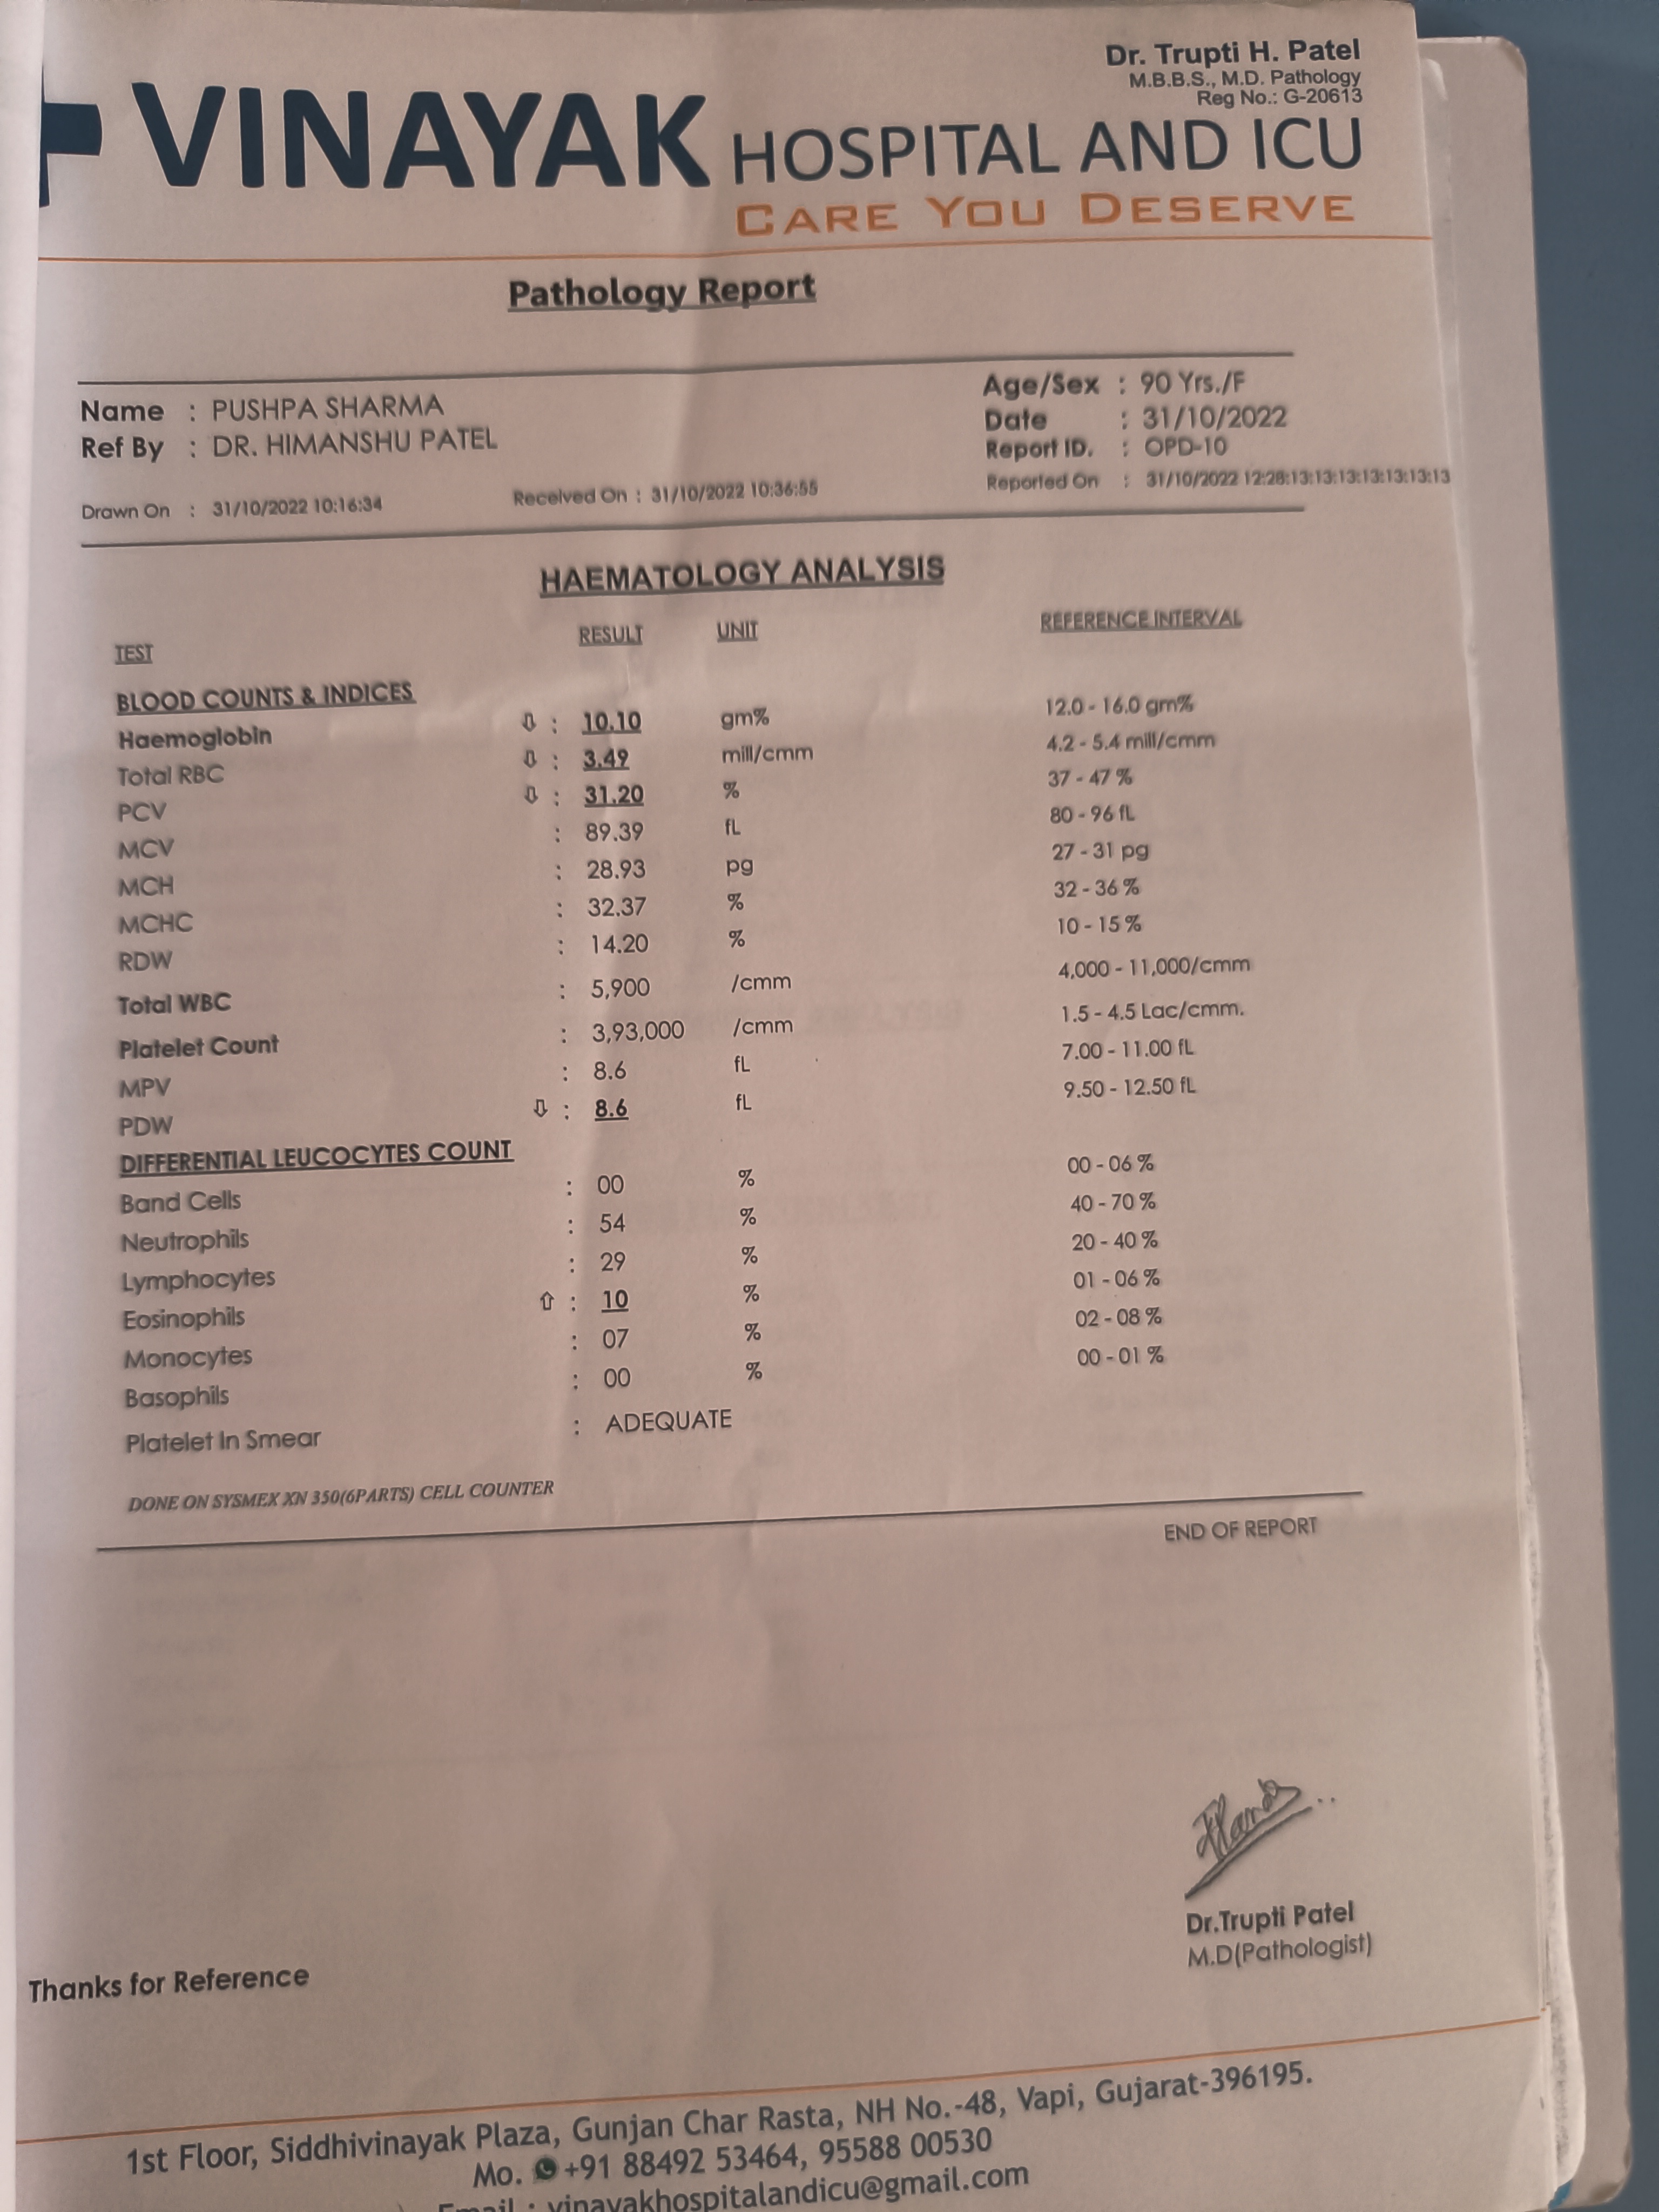 Dr. Trupti H. Patel
M.B.B.S., M.D. Pathology
Reg No.: G-20613
VINAYAK HOSPITAL AND ICU
CARE YOU DESERVE
Pathology Report
Name : PUSHPA SHARMA Age/Sex : 90 Yrs./F
Ref By : DR. HIMANSHU PATEL Date : 31/10/2022
Report ID. : OPD-10
Drawn On : 31/10/2022 10:16:34 Received On : 31/10/2022 10:36:55 Reported On : 31/10/2022 12:28:13:13:13:13:13:13:13
HAEMATOLOGY ANALYSIS
TEST RESULT UNIT REFERENCE INTERVAL
BLOOD COUNTS & INDICES
Haemoglobin ⇩ : 10.10 gm% 12.0 - 16.0 gm%
Total RBC ⇩ : 3.49 mill/cmm 4.2 - 5.4 mill/cmm
PCV ⇩ : 31.20 % 37 - 47 %
MCV : 89.39 fL 80 - 96 fL
MCH : 28.93 pg 27 - 31 pg
MCHC : 32.37 % 32 - 36 %
RDW : 14.20 % 10 - 15 %
Total WBC : 5,900 /cmm 4,000 - 11,000/cmm
Platelet Count : 3,93,000 /cmm 1.5 - 4.5 Lac/cmm.
MPV : 8.6 fL 7.00 - 11.00 fL
PDW ⇩ : 8.6 fL 9.50 - 12.50 fL
DIFFERENTIAL LEUCOCYTES COUNT
Band Cells : 00 % 00 - 06 %
Neutrophils : 54 % 40 - 70 %
Lymphocytes : 29 % 20 - 40 %
Eosinophils ⇧ : 10 % 01 - 06 %
Monocytes : 07 % 02 - 08 %
Basophils : 00 % 00 - 01 %
Platelet In Smear : ADEQUATE
DONE ON SYSMEX XN 350(6PARTS) CELL COUNTER
END OF REPORT
Dr.Trupti Patel
M.D(Pathologist)
Thanks for Reference
1st Floor, Siddhivinayak Plaza, Gunjan Char Rasta, NH No.-48, Vapi, Gujarat-396195.
Mo. +91 88492 53464, 95588 00530
Email : vinayakhospitalandicu@gmail.com